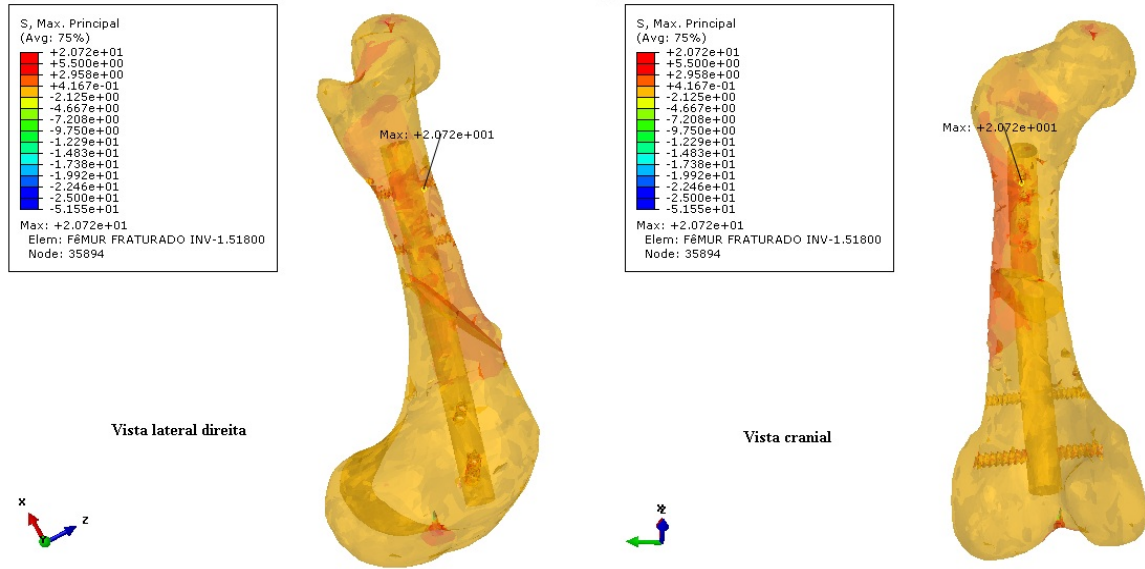 S, Max. Principal
(Avg: 75%)
+2.072e+01
+5.500e+00
+2.958e+00
+4.167e-01
-2.125e+00
-4.667e+00
-7.208e+00
-9.750e+00
-1.229e+01
-1.483e+01
-1.738e+01
-1.992e+01
-2.246e+01
-2.500e+01
-5.155e+01
Max: +2.072e+01
Elem: FêMUR FRATURADO INV-1.51800
Node: 35894
Max: +2.072e+001
Vista lateral direita
X
Z
Y
S, Max. Principal
(Avg: 75%)
+2.072e+01
+5.500e+00
+2.958e+00
+4.167e-01
-2.125e+00
-4.667e+00
-7.208e+00
-9.750e+00
-1.229e+01
-1.483e+01
-1.738e+01
-1.992e+01
-2.246e+01
-2.500e+01
-5.155e+01
Max: +2.072e+01
Elem: FêMUR FRATURADO INV-1.51800
Node: 35894
Max: +2.072e+001
Vista cranial